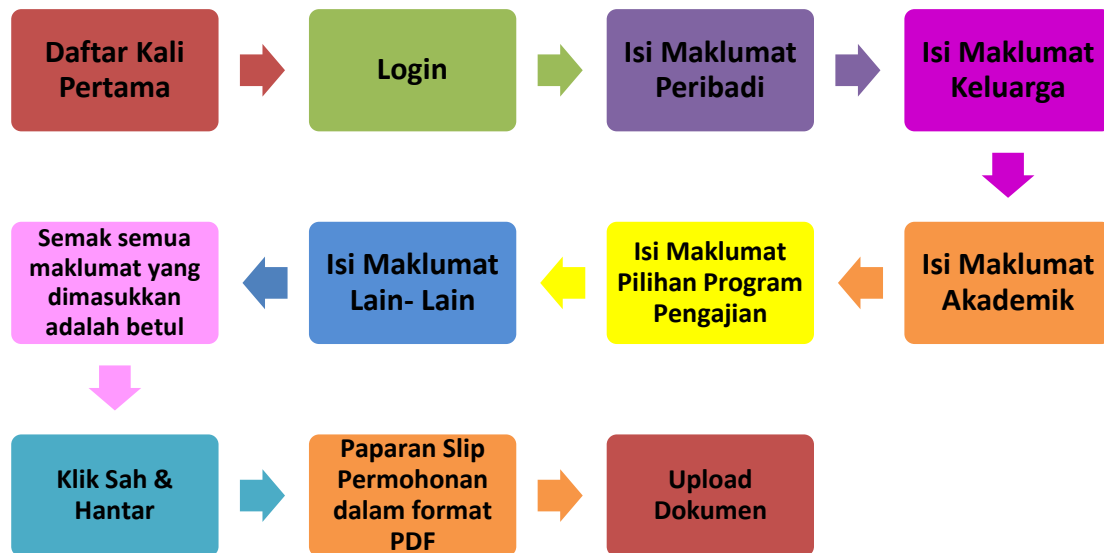 Daftar Kali
Pertama
Login
Isi Maklumat
Peribadi
Isi Maklumat
Keluarga
Isi Maklumat
Akademik
Isi Maklumat
Pilihan Program
Pengajian
Isi Maklumat
Lain- Lain
Semak semua
maklumat yang
dimasukkan
adalah betul
Klik Sah &
Hantar
Paparan Slip
Permohonan
dalam format
PDF
Upload
Dokumen